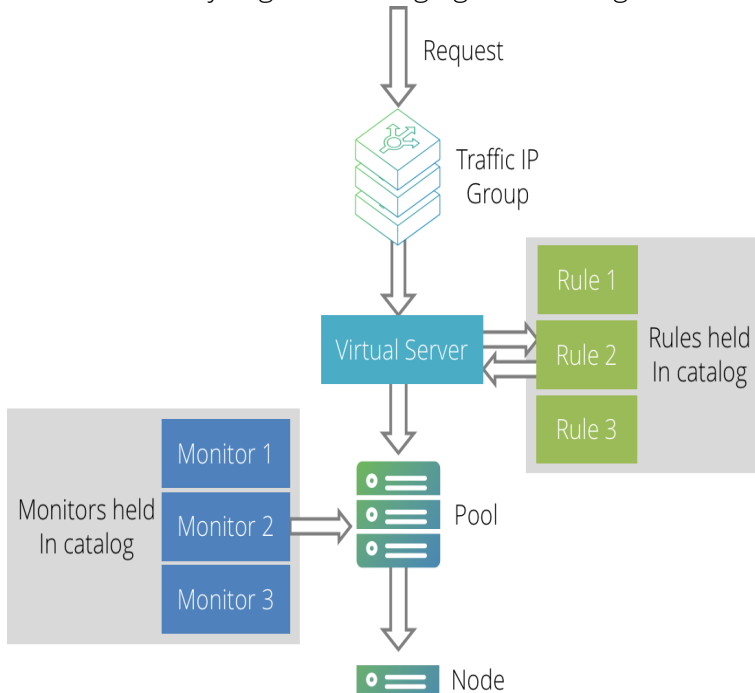 Request
Traffic IP
Group
Rule 1
Virtual Server
Rule 2
Rules held
In catalog
Rule 3
Monitor 1
Monitors held
In catalog
Monitor 2
Pool
Monitor 3
Node